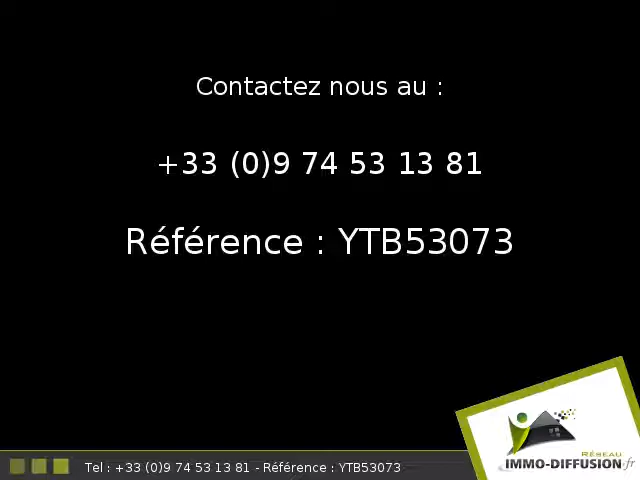 Contactez nous au :
+33 (0)9 74 53 13 81
Référence : YTB53073
RÉSEAU
IMMO-DIFFUSION.fr
Tel : +33 (0)9 74 53 13 81 - Référence : YTB53073